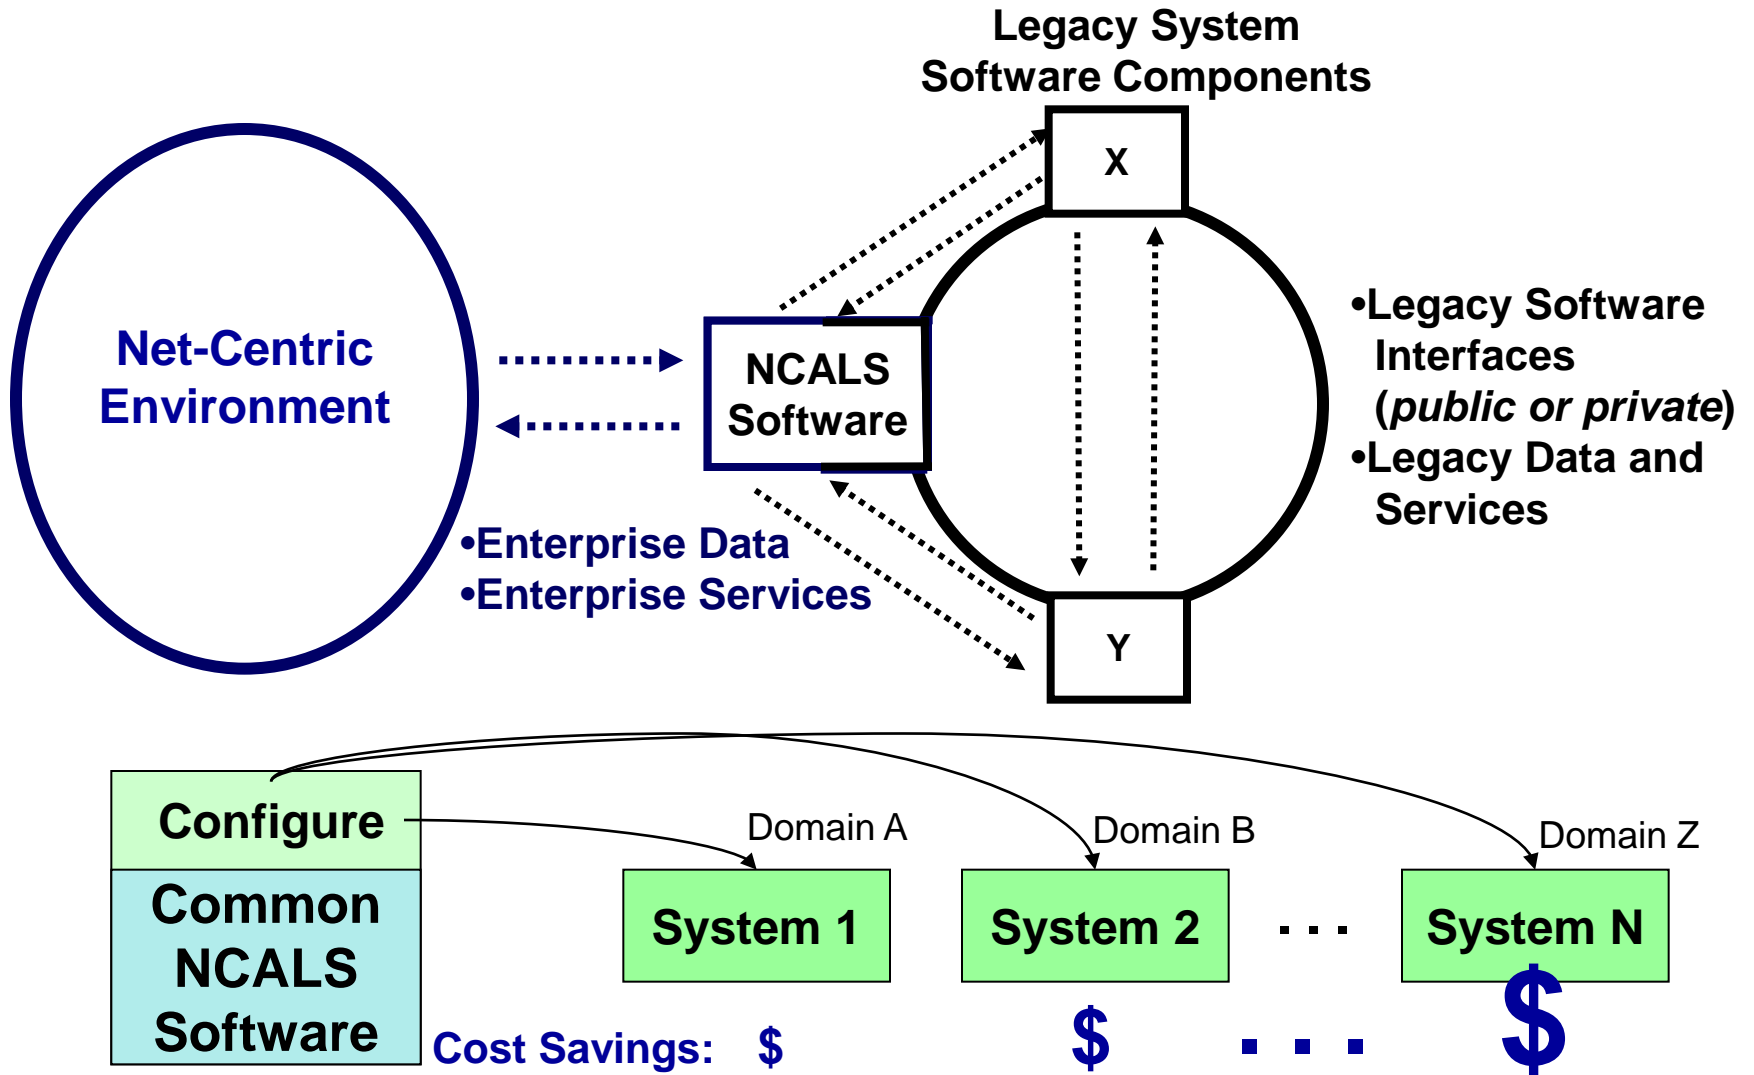 Legacy System
Software Components
X
Net-Centric
Environment
NCALS
Software
•Legacy Software
Interfaces
(public or private)
•Legacy Data and
Services
•Enterprise Data
•Enterprise Services
Y
Configure
Common
NCALS
Software
Domain A
System 1
Domain B
System 2
. . .
Domain Z
System N
Cost Savings: $ $ . . . $